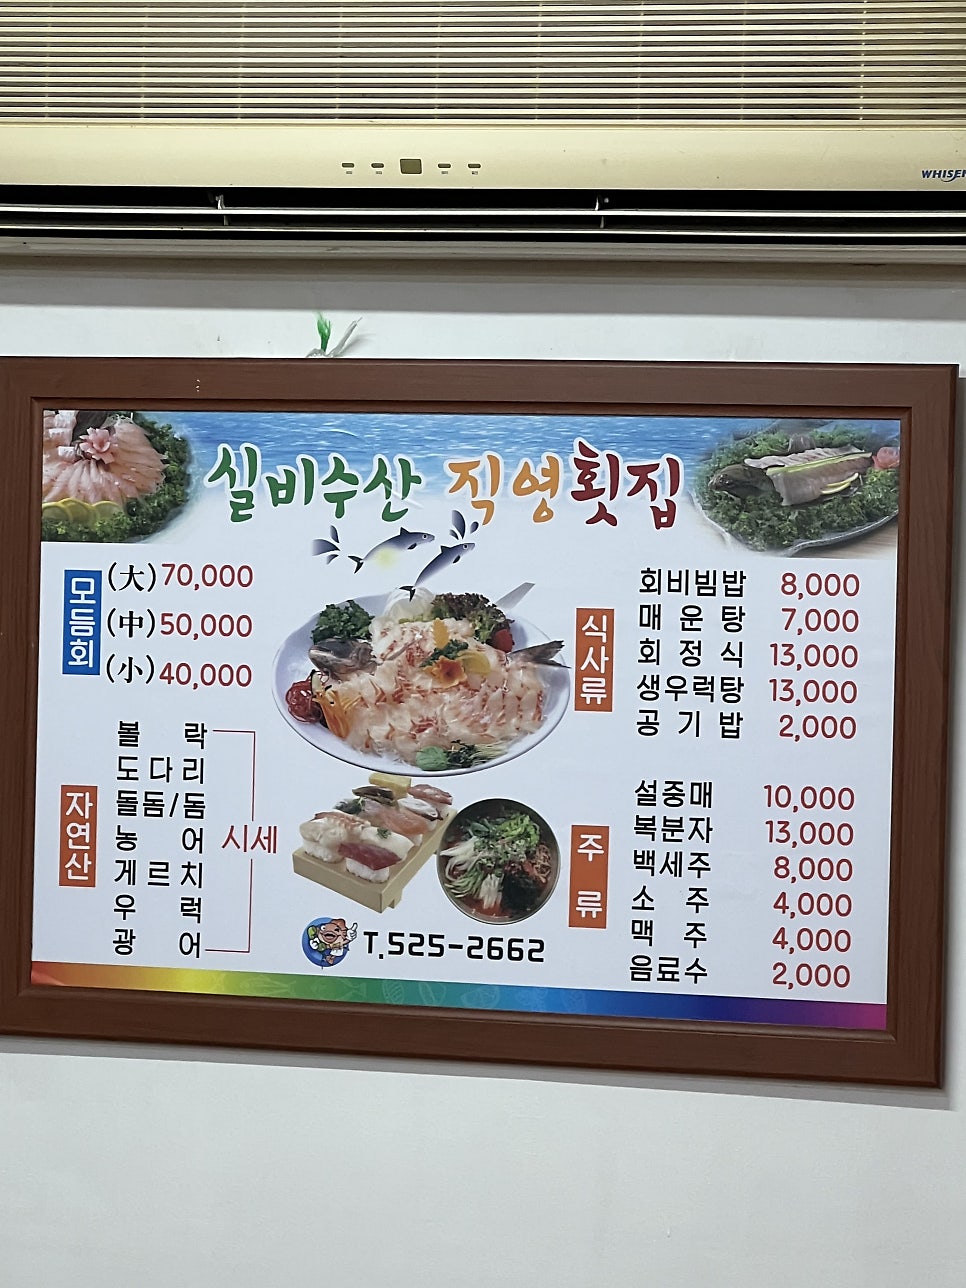 WHISEN
실비수산 직영횟집
모듬회
(大) 70,000
(中) 50,000
(小) 40,000
자연산
볼락
도다리
돌돔/돔
농어
게르치
우럭
광어
시세
식사류
회비빔밥 8,000
매운탕 7,000
회정식 13,000
생우럭탕 13,000
공기밥 2,000
주류
설중매 10,000
복분자 13,000
백세주 8,000
소주 4,000
맥주 4,000
음료수 2,000
T.525-2662